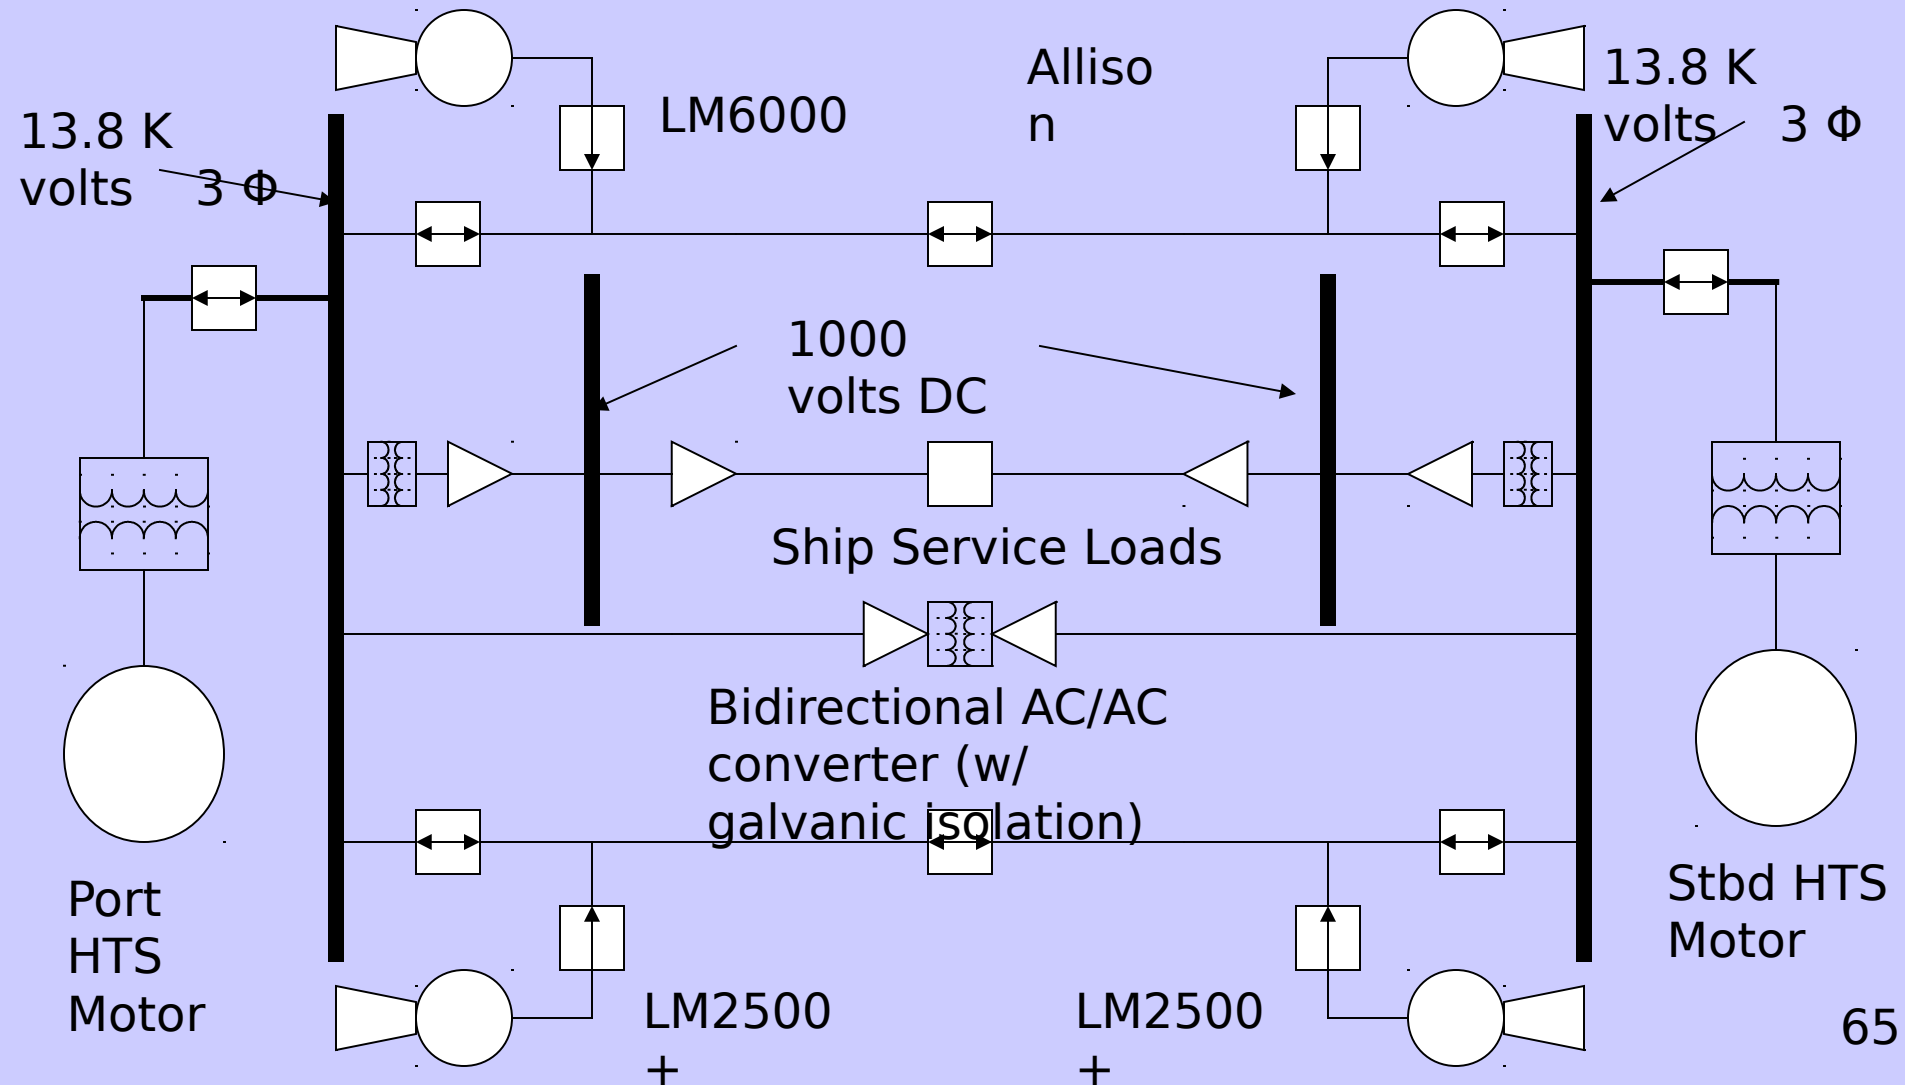 13.8 K
volts 3 Φ
LM6000
Alliso
n
13.8 K
volts 3 Φ
1000
volts DC
Ship Service Loads
Bidirectional AC/AC
converter (w/
galvanic isolation)
Port
HTS
Motor
Stbd HTS
Motor
LM2500
+
LM2500
+
65